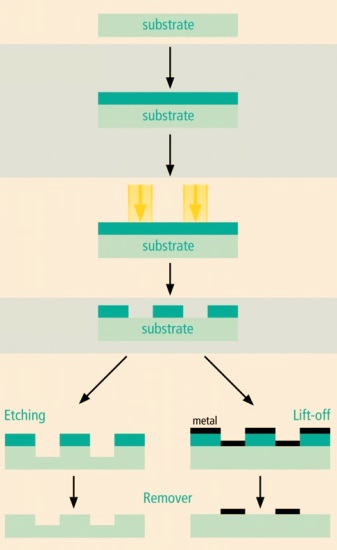 substrate
substrate
substrate
substrate
Etching
metal
Lift-off
Remover